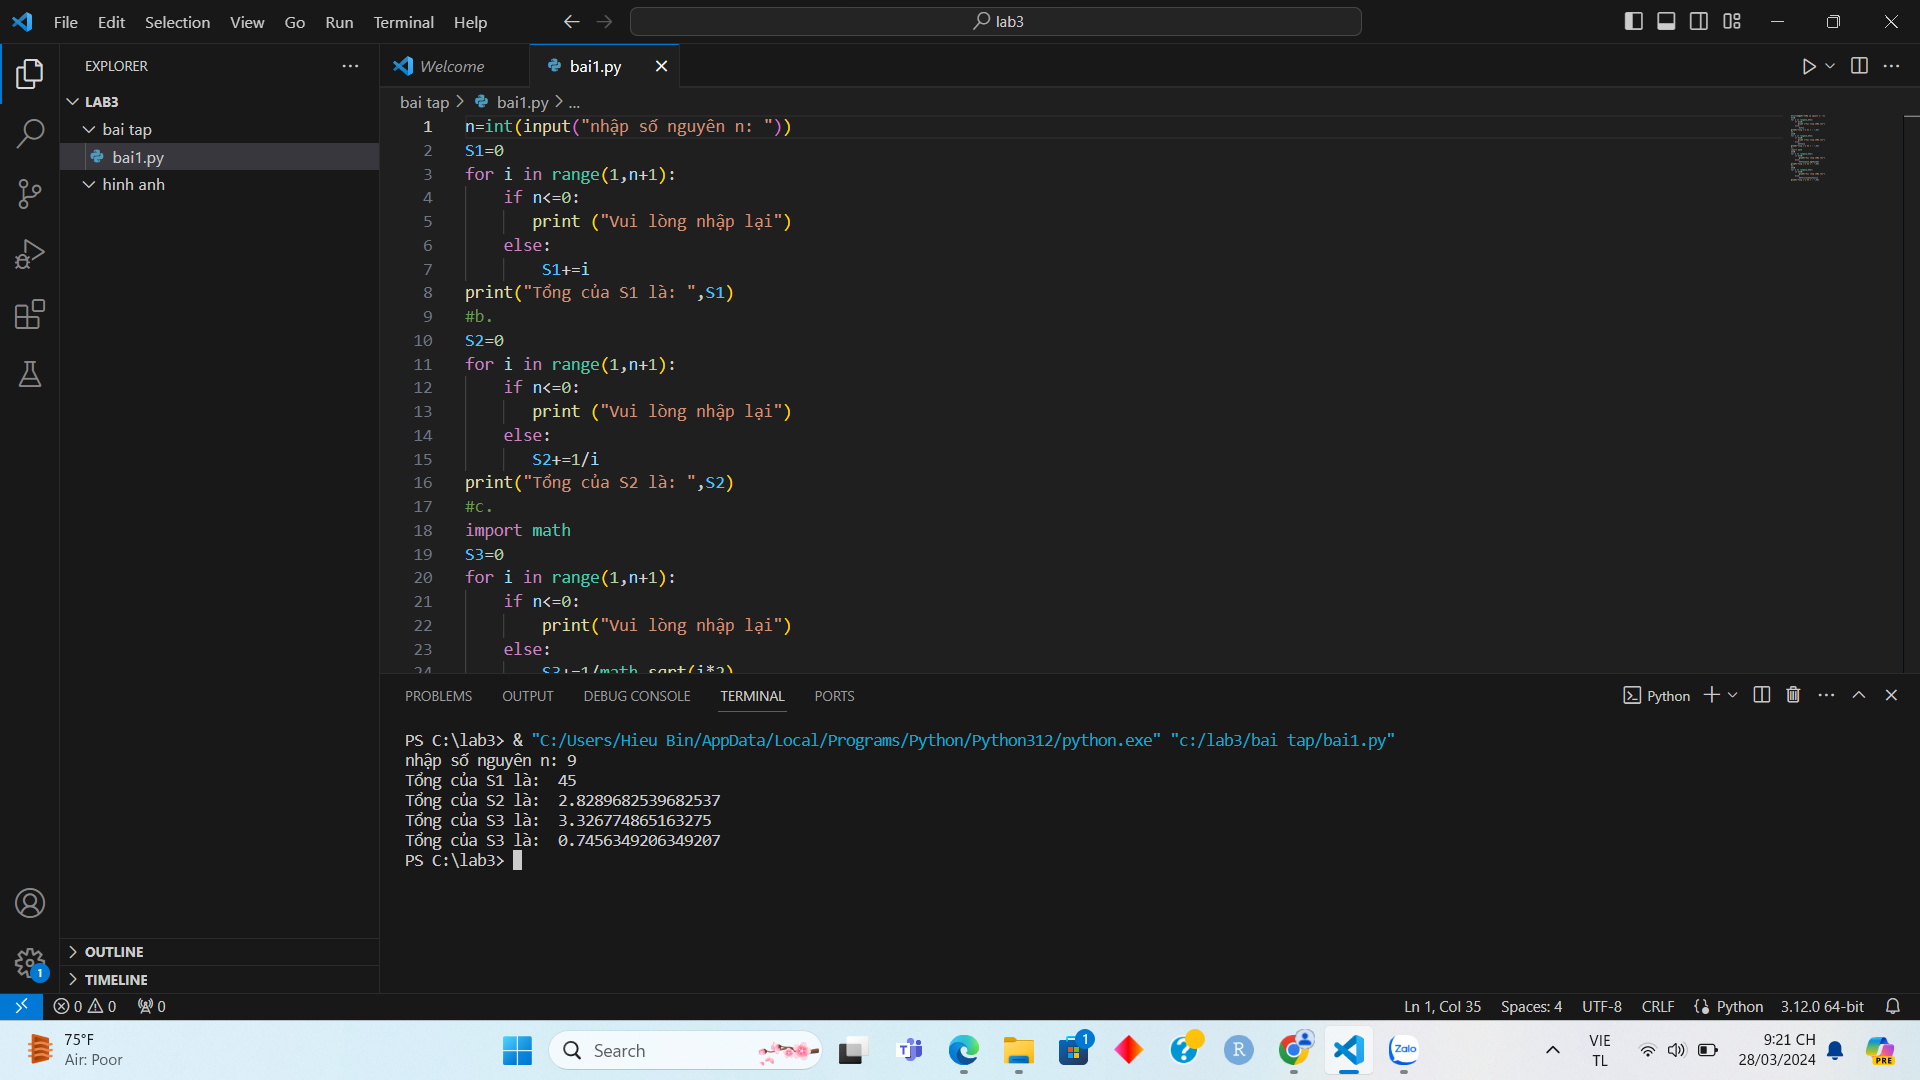 File Edit Selection View Go Run Terminal Help
lab3
EXPLORER
LAB3
bai tap
bai1.py
hinh anh
OUTLINE
TIMELINE
Welcome
bai1.py
bai tap > bai1.py > ...
1 n=int(input("nhập số nguyên n: "))
2 S1=0
3 for i in range(1,n+1):
4 if n<=0:
5 print ("Vui lòng nhập lại")
6 else:
7 S1+=i
8 print("Tổng của S1 là: ",S1)
9 #b.
10 S2=0
11 for i in range(1,n+1):
12 if n<=0:
13 print ("Vui lòng nhập lại")
14 else:
15 S2+=1/i
16 print("Tổng của S2 là: ",S2)
17 #c.
18 import math
19 S3=0
20 for i in range(1,n+1):
21 if n<=0:
22 print("Vui lòng nhập lại")
23 else:
24 S3+=1/math.sqrt(i*2)
PROBLEMS OUTPUT DEBUG CONSOLE TERMINAL PORTS
Python
PS C:\lab3> & "C:/Users/Hieu Bin/AppData/Local/Programs/Python/Python312/python.exe" "c:/lab3/bai tap/bai1.py"
nhập số nguyên n: 9
Tổng của S1 là:  45
Tổng của S2 là:  2.8289682539682537
Tổng của S3 là:  3.326774865163275
Tổng của S3 là:  0.7456349206349207
PS C:\lab3>
1
0 0 0
Ln 1, Col 35 Spaces: 4 UTF-8 CRLF Python 3.12.0 64-bit
75°F
Air: Poor
Search
1
R
Zalo
VIE
TL
9:21 CH
28/03/2024
PRE